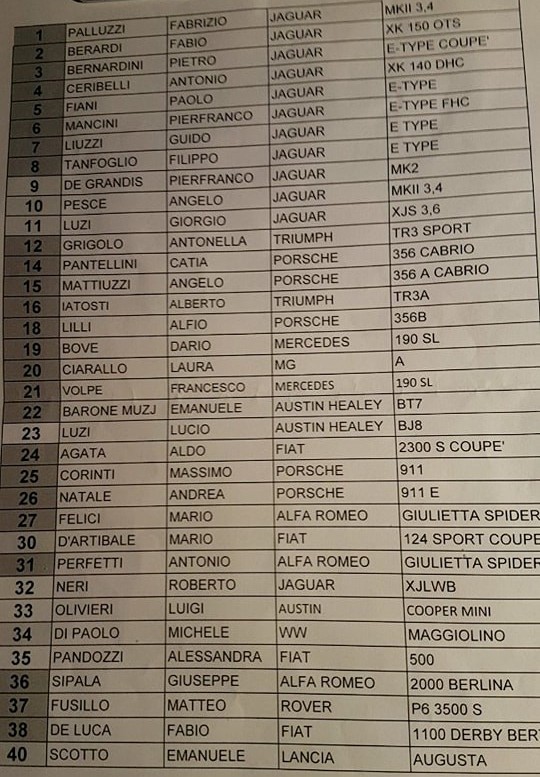 1 PALLUZZI FABRIZIO JAGUAR MKII 3,4
2 BERARDI FABIO JAGUAR XK 150 OTS
3 BERNARDINI PIETRO JAGUAR E-TYPE COUPE'
4 CERIBELLI ANTONIO JAGUAR XK 140 DHC
5 FIANI PAOLO JAGUAR E-TYPE
6 MANCINI PIERFRANCO JAGUAR E-TYPE FHC
7 LIUZZI GUIDO JAGUAR E TYPE
8 TANFOGLIO FILIPPO JAGUAR E TYPE
9 DE GRANDIS PIERFRANCO JAGUAR MK2
10 PESCE ANGELO JAGUAR MKII 3,4
11 LUZI GIORGIO JAGUAR XJS 3,6
12 GRIGOLO ANTONELLA TRIUMPH TR3 SPORT
14 PANTELLINI CATIA PORSCHE 356 CABRIO
15 MATTIUZZI ANGELO PORSCHE 356 A CABRIO
16 IATOSTI ALBERTO TRIUMPH TR3A
18 LILLI ALFIO PORSCHE 356B
19 BOVE DARIO MERCEDES 190 SL
20 CIARALLO LAURA MG A
21 VOLPE FRANCESCO MERCEDES 190 SL
22 BARONE MUZJ EMANUELE AUSTIN HEALEY BT7
23 LUZI LUCIO AUSTIN HEALEY BJ8
24 AGATA ALDO FIAT 2300 S COUPE'
25 CORINTI MASSIMO PORSCHE 911
26 NATALE ANDREA PORSCHE 911 E
27 FELICI MARIO ALFA ROMEO GIULIETTA SPIDER
30 D'ARTIBALE MARIO FIAT 124 SPORT COUPE
31 PERFETTI ANTONIO ALFA ROMEO GIULIETTA SPIDER
32 NERI ROBERTO JAGUAR XJLWB
33 OLIVIERI LUIGI AUSTIN COOPER MINI
34 DI PAOLO MICHELE WW MAGGIOLINO
35 PANDOZZI ALESSANDRA FIAT 500
36 SIPALA GIUSEPPE ALFA ROMEO 2000 BERLINA
37 FUSILLO MATTEO ROVER P6 3500 S
38 DE LUCA FABIO FIAT 1100 DERBY BER
40 SCOTTO EMANUELE LANCIA AUGUSTA